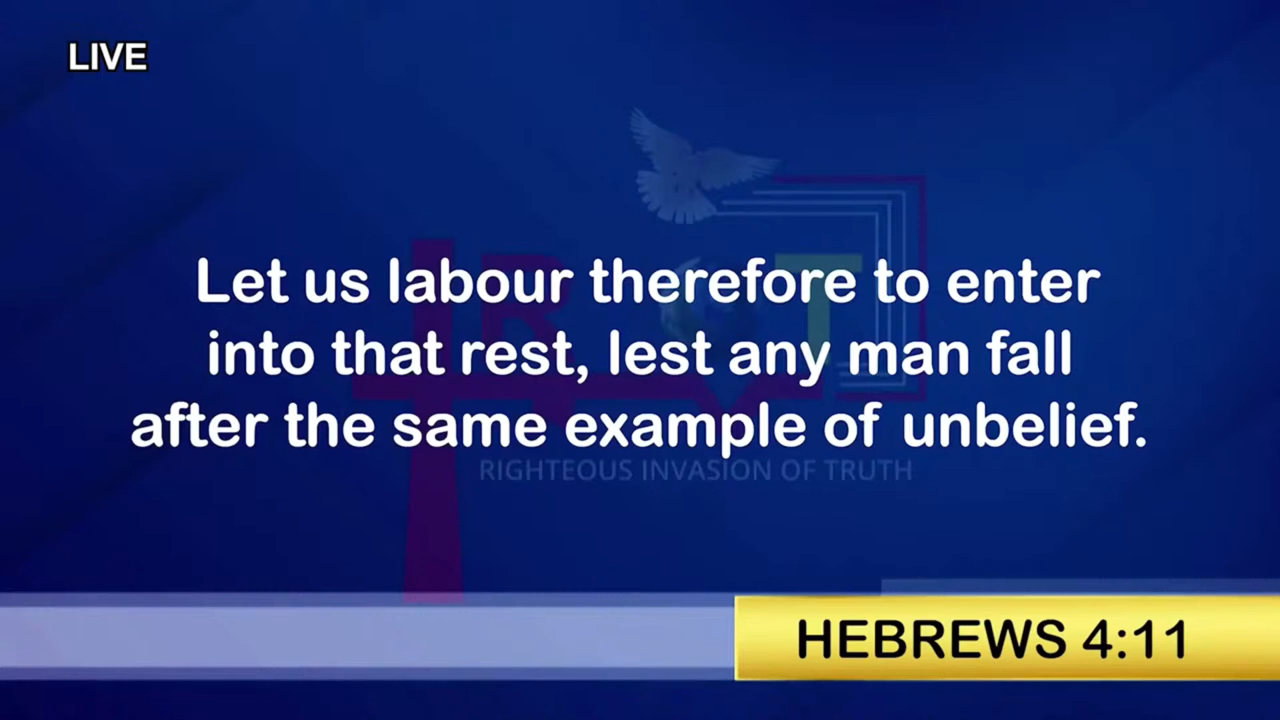 LIVE
Let us labour therefore to enter
into that rest, lest any man fall
after the same example of unbelief.
RIGHTEOUS INVASION OF TRUTH
HEBREWS 4:11